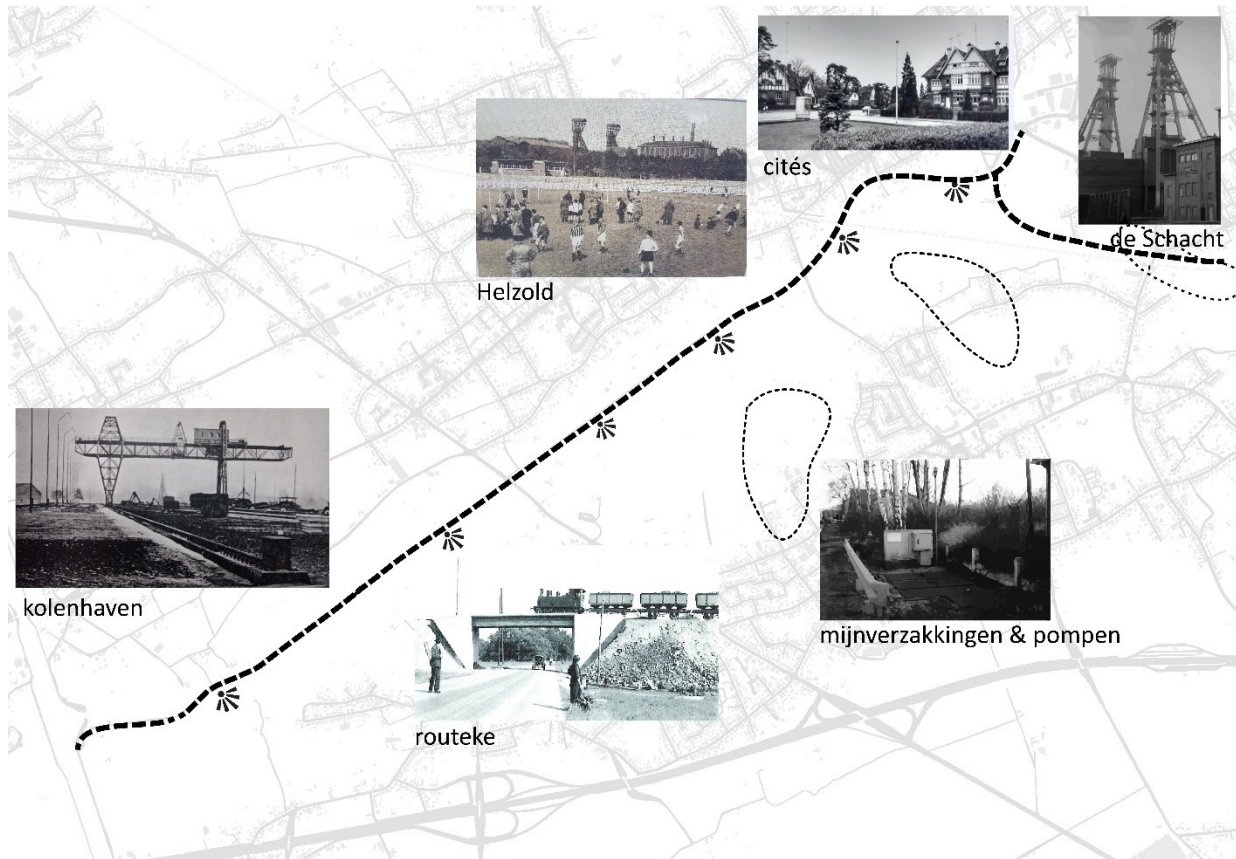 cités
de Schacht
Helzold
kolenhaven
mijnverzakkingen & pompen
routeke